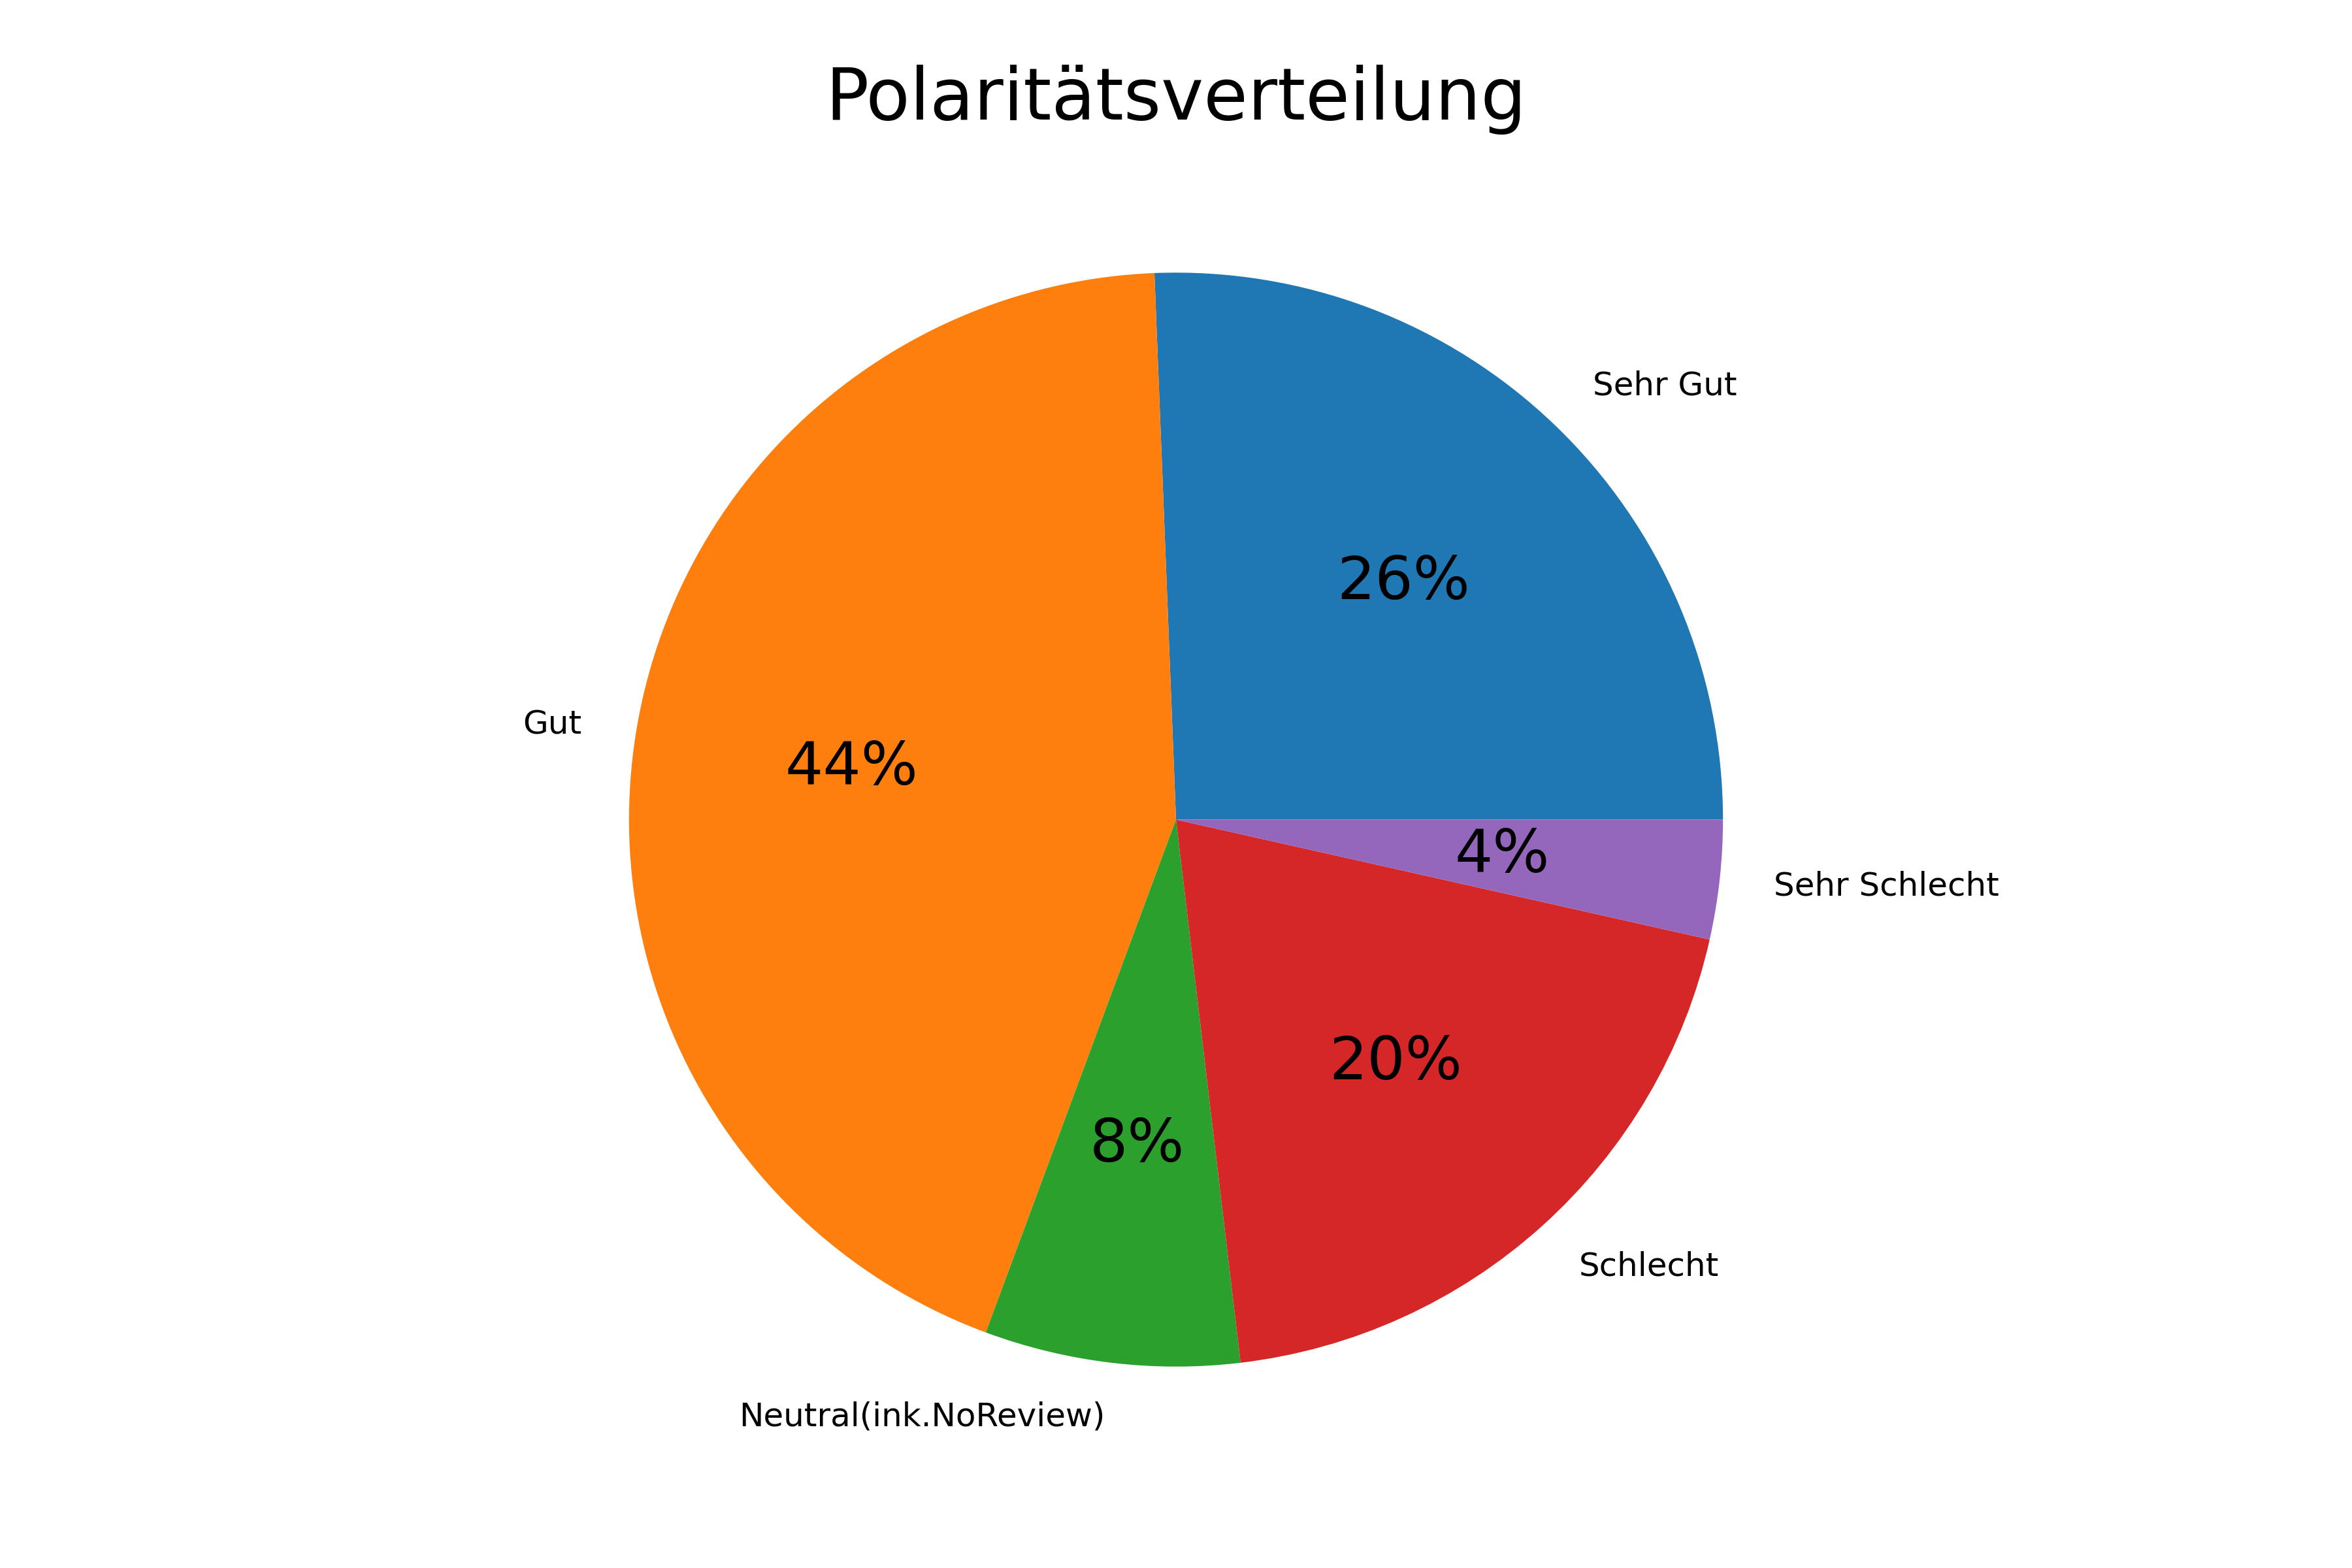 Polaritätsverteilung
Sehr Gut
26%
Gut
44%
4%
Sehr Schlecht
20%
8%
Schlecht
Neutral(ink.NoReview)